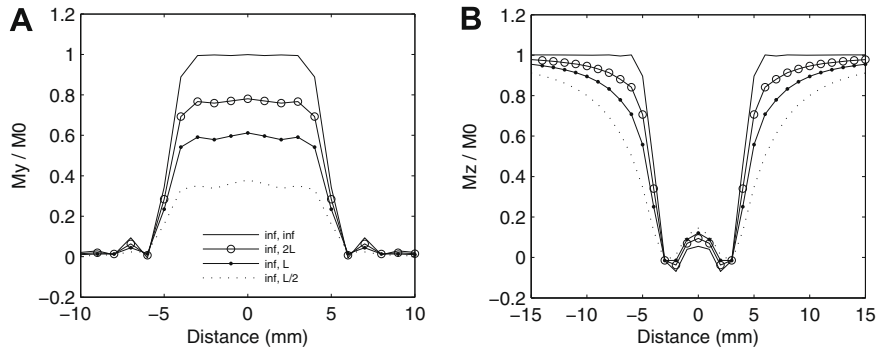 A
1.2
1
0.8
0.6
0.4
0.2
0
−0.2
My / M0
inf, inf
inf, 2L
inf, L
inf, L/2
−10
−5
0
5
10
Distance (mm)
B
1.2
1
0.8
0.6
0.4
0.2
0
−0.2
Mz / M0
−15
−10
−5
0
5
10
15
Distance (mm)